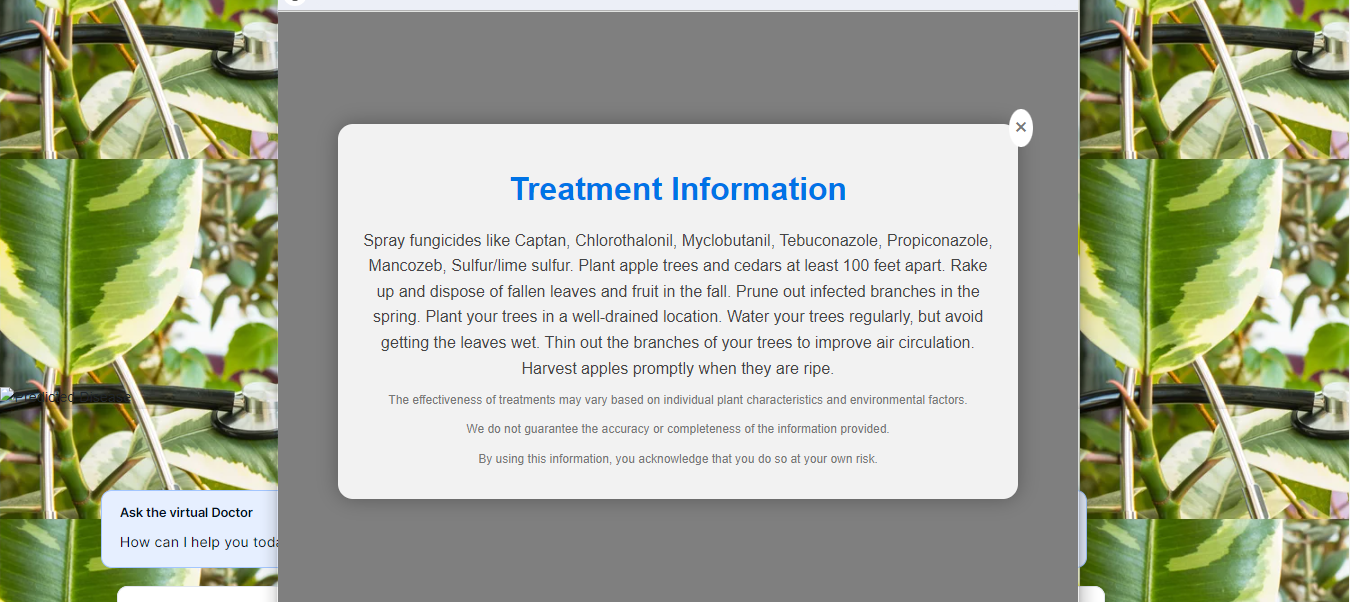 ×
Treatment Information
Spray fungicides like Captan, Chlorothalonil, Myclobutanil, Tebuconazole, Propiconazole,
Mancozeb, Sulfur/lime sulfur. Plant apple trees and cedars at least 100 feet apart. Rake
up and dispose of fallen leaves and fruit in the fall. Prune out infected branches in the
spring. Plant your trees in a well-drained location. Water your trees regularly, but avoid
getting the leaves wet. Thin out the branches of your trees to improve air circulation.
Harvest apples promptly when they are ripe.
The effectiveness of treatments may vary based on individual plant characteristics and environmental factors.
We do not guarantee the accuracy or completeness of the information provided.
By using this information, you acknowledge that you do so at your own risk.
Ask the virtual Doctor
How can I help you toda